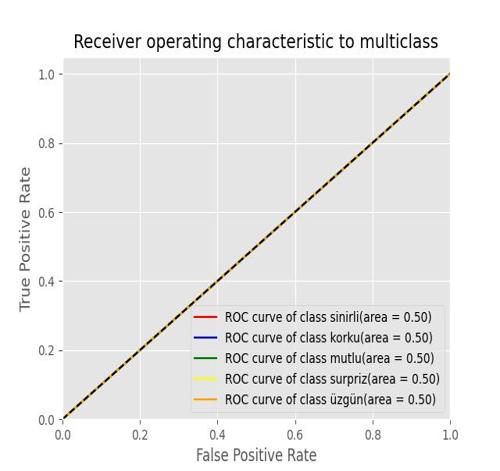 Receiver operating characteristic to multiclass
True Positive Rate
1.0
0.8
0.6
0.4
0.2
0.0
ROC curve of class sinirli(area = 0.50)
ROC curve of class korku(area = 0.50)
ROC curve of class mutlu(area = 0.50)
ROC curve of class surpriz(area = 0.50)
ROC curve of class üzgün(area = 0.50)
0.0 0.2 0.4 0.6 0.8 1.0
False Positive Rate